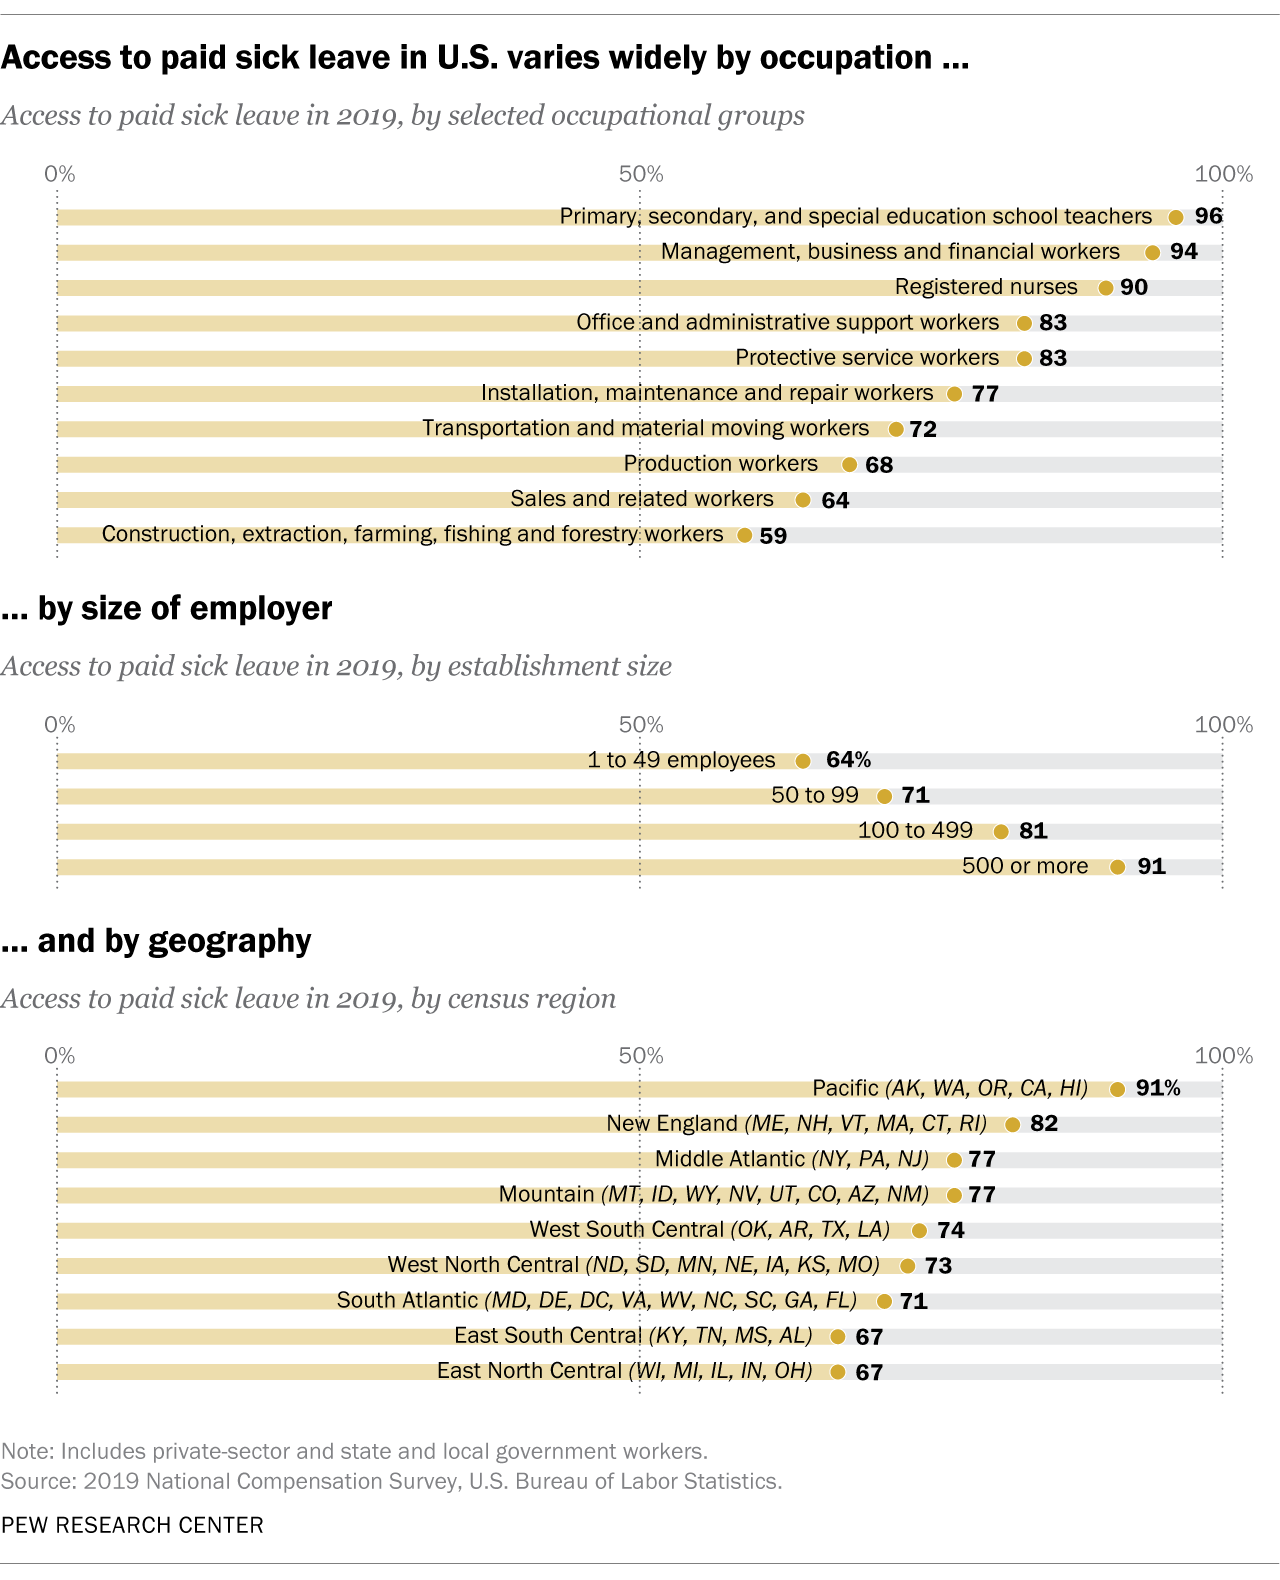 Access to paid sick leave in U.S. varies widely by occupation ...
Access to paid sick leave in 2019, by selected occupational groups
0% 50% 100%
Primary, secondary, and special education school teachers 96
Management, business and financial workers 94
Registered nurses 90
Office and administrative support workers 83
Protective service workers 83
Installation, maintenance and repair workers 77
Transportation and material moving workers 72
Production workers 68
Sales and related workers 64
Construction, extraction, farming, fishing and forestry workers 59
... by size of employer
Access to paid sick leave in 2019, by establishment size
0% 50% 100%
1 to 49 employees 64%
50 to 99 71
100 to 499 81
500 or more 91
... and by geography
Access to paid sick leave in 2019, by census region
0% 50% 100%
Pacific (AK, WA, OR, CA, HI) 91%
New England (ME, NH, VT, MA, CT, RI) 82
Middle Atlantic (NY, PA, NJ) 77
Mountain (MT, ID, WY, NV, UT, CO, AZ, NM) 77
West South Central (OK, AR, TX, LA) 74
West North Central (ND, SD, MN, NE, IA, KS, MO) 73
South Atlantic (MD, DE, DC, VA, WV, NC, SC, GA, FL) 71
East South Central (KY, TN, MS, AL) 67
East North Central (WI, MI, IL, IN, OH) 67
Note: Includes private-sector and state and local government workers.
Source: 2019 National Compensation Survey, U.S. Bureau of Labor Statistics.
PEW RESEARCH CENTER